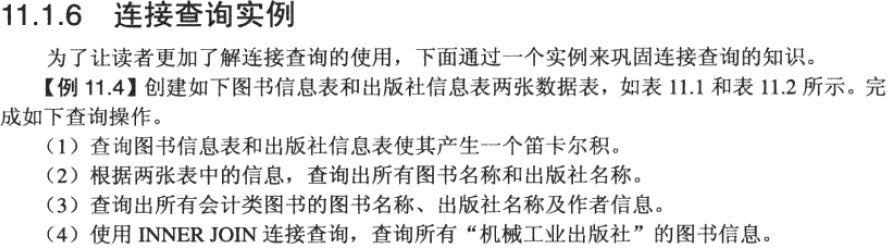 11.1.6 连接查询实例
为了让读者更加了解连接查询的使用，下面通过一个实例来巩固连接查询的知识。
【例 11.4】创建如下图书信息表和出版社信息表两张数据表，如表 11.1 和表 11.2 所示。完
成如下查询操作。
（1）查询图书信息表和出版社信息表使其产生一个笛卡尔积。
（2）根据两张表中的信息，查询出所有图书名称和出版社名称。
（3）查询出所有会计类图书的图书名称、出版社名称及作者信息。
（4）使用 INNER JOIN 连接查询，查询所有“机械工业出版社”的图书信息。